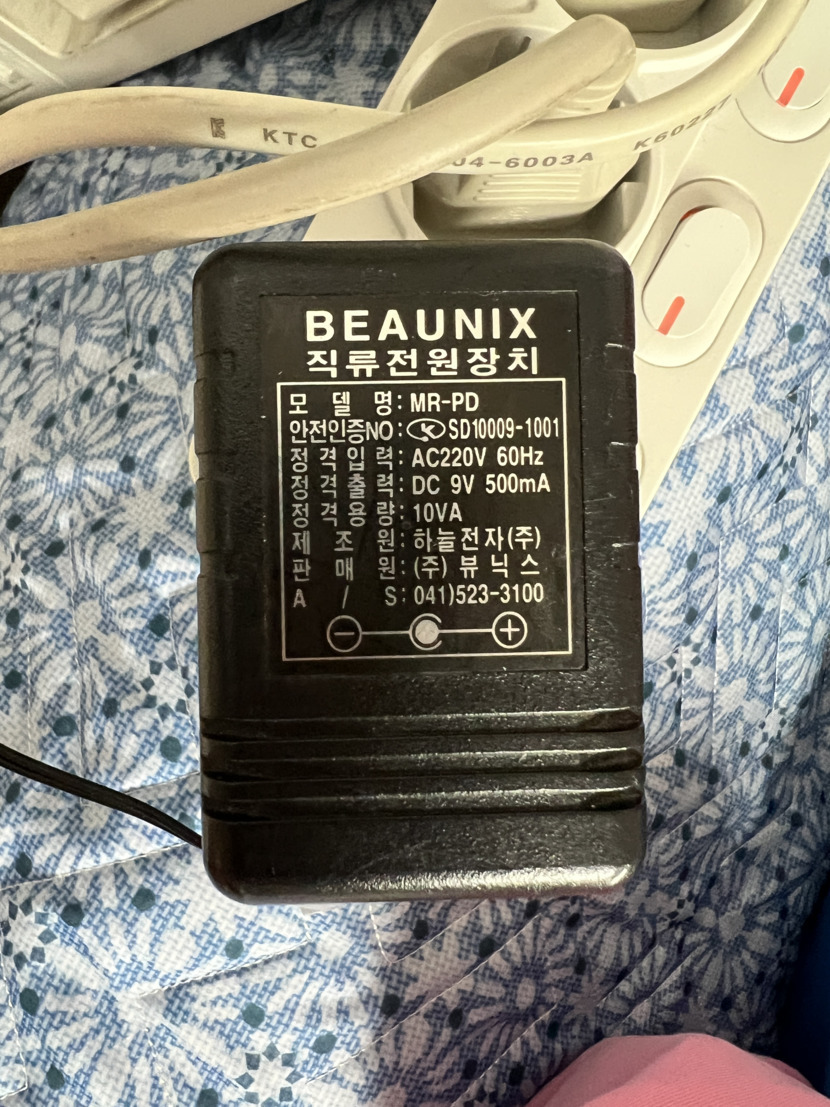 KTC
04-6003A K60227
BEAUNIX
직류전원장치
모 델 명: MR-PD
안전인증NO: SD10009-1001
정격입력: AC220V 60Hz
정격출력: DC 9V 500mA
정격용량: 10VA
제 조 원: 하늘전자(주)
판 매 원: (주)뷰닉스
A / S: 041)523-3100